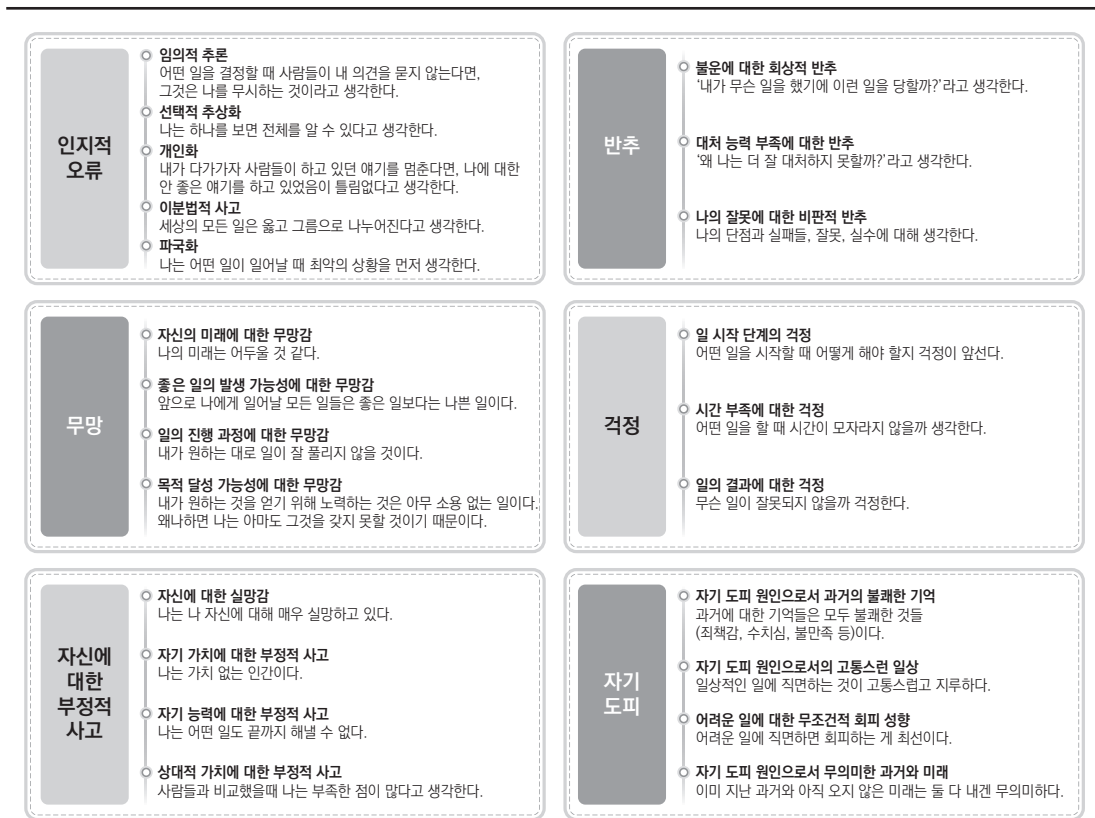 인지적
오류
임의적 추론
어떤 일을 결정할 때 사람들이 내 의견을 묻지 않는다면,
그것은 나를 무시하는 것이라고 생각한다.
선택적 추상화
나는 하나를 보면 전체를 알 수 있다고 생각한다.
개인화
내가 다가가자 사람들이 하고 있던 얘기를 멈춘다면, 나에 대한
안 좋은 얘기를 하고 있었음이 틀림없다고 생각한다.
이분법적 사고
세상의 모든 일은 옳고 그름으로 나누어진다고 생각한다.
파국화
나는 어떤 일이 일어날 때 최악의 상황을 먼저 생각한다.
반추
불운에 대한 회상적 반추
'내가 무슨 일을 했기에 이런 일을 당할까?'라고 생각한다.
대처 능력 부족에 대한 반추
'왜 나는 더 잘 대처하지 못할까?'라고 생각한다.
나의 잘못에 대한 비판적 반추
나의 단점과 실패들, 잘못, 실수에 대해 생각한다.
무망
자신의 미래에 대한 무망감
나의 미래는 어두울 것 같다.
좋은 일의 발생 가능성에 대한 무망감
앞으로 나에게 일어날 모든 일들은 좋은 일보다는 나쁜 일이다.
일의 진행 과정에 대한 무망감
내가 원하는 대로 일이 잘 풀리지 않을 것이다.
목적 달성 가능성에 대한 무망감
내가 원하는 것을 얻기 위해 노력하는 것은 아무 소용 없는 일이다.
왜냐하면 나는 아마도 그것을 갖지 못할 것이기 때문이다.
걱정
일 시작 단계의 걱정
어떤 일을 시작할 때 어떻게 해야 할지 걱정이 앞선다.
시간 부족에 대한 걱정
어떤 일을 할 때 시간이 모자라지 않을까 생각한다.
일의 결과에 대한 걱정
무슨 일이 잘못되지 않을까 걱정한다.
자신에
대한
부정적
사고
자신에 대한 실망감
나는 나 자신에 대해 매우 실망하고 있다.
자기 가치에 대한 부정적 사고
나는 가치 없는 인간이다.
자기 능력에 대한 부정적 사고
나는 어떤 일도 끝까지 해낼 수 없다.
상대적 가치에 대한 부정적 사고
사람들과 비교했을때 나는 부족한 점이 많다고 생각한다.
자기
도피
자기 도피 원인으로서 과거의 불쾌한 기억
과거에 대한 기억들은 모두 불쾌한 것들
(죄책감, 수치심, 불만족 등)이다.
자기 도피 원인으로서의 고통스런 일상
일상적인 일에 직면하는 것이 고통스럽고 지루하다.
어려운 일에 대한 무조건적 회피 성향
어려운 일에 직면하면 회피하는 게 최선이다.
자기 도피 원인으로서 무의미한 과거와 미래
이미 지난 과거와 아직 오지 않은 미래는 둘 다 내겐 무의미하다.